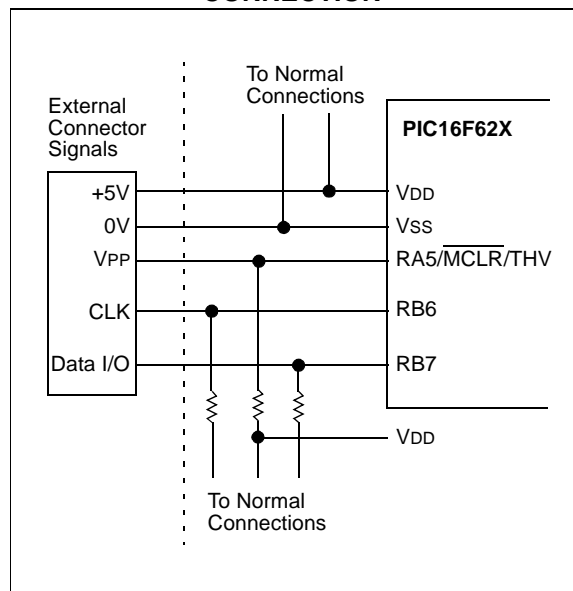 To Normal
Connections
External
Connector
Signals
PIC16F62X
+5V
VDD
0V
VSS
VPP
RA5/MCLR/THV
CLK
RB6
Data I/O
RB7
VDD
To Normal
Connections